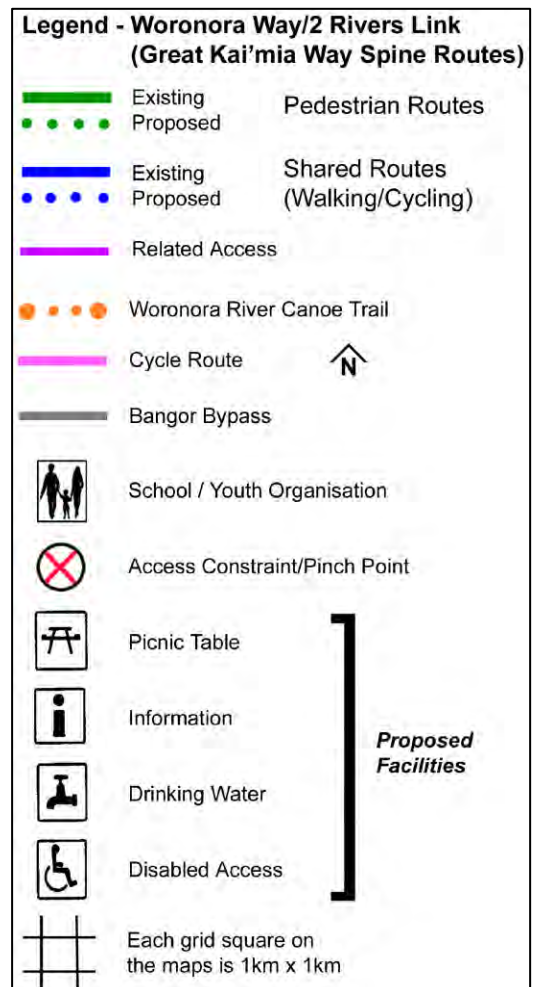 Legend - Woronora Way/2 Rivers Link
(Great Kai'mia Way Spine Routes)
Existing
Proposed
Pedestrian Routes
Existing
Proposed
Shared Routes
(Walking/Cycling)
Related Access
Woronora River Canoe Trail
Cycle Route
N
Bangor Bypass
School / Youth Organisation
Access Constraint/Pinch Point
Picnic Table
i
Information
Proposed
Facilities
Drinking Water
Disabled Access
Each grid square on
the maps is 1km x 1km